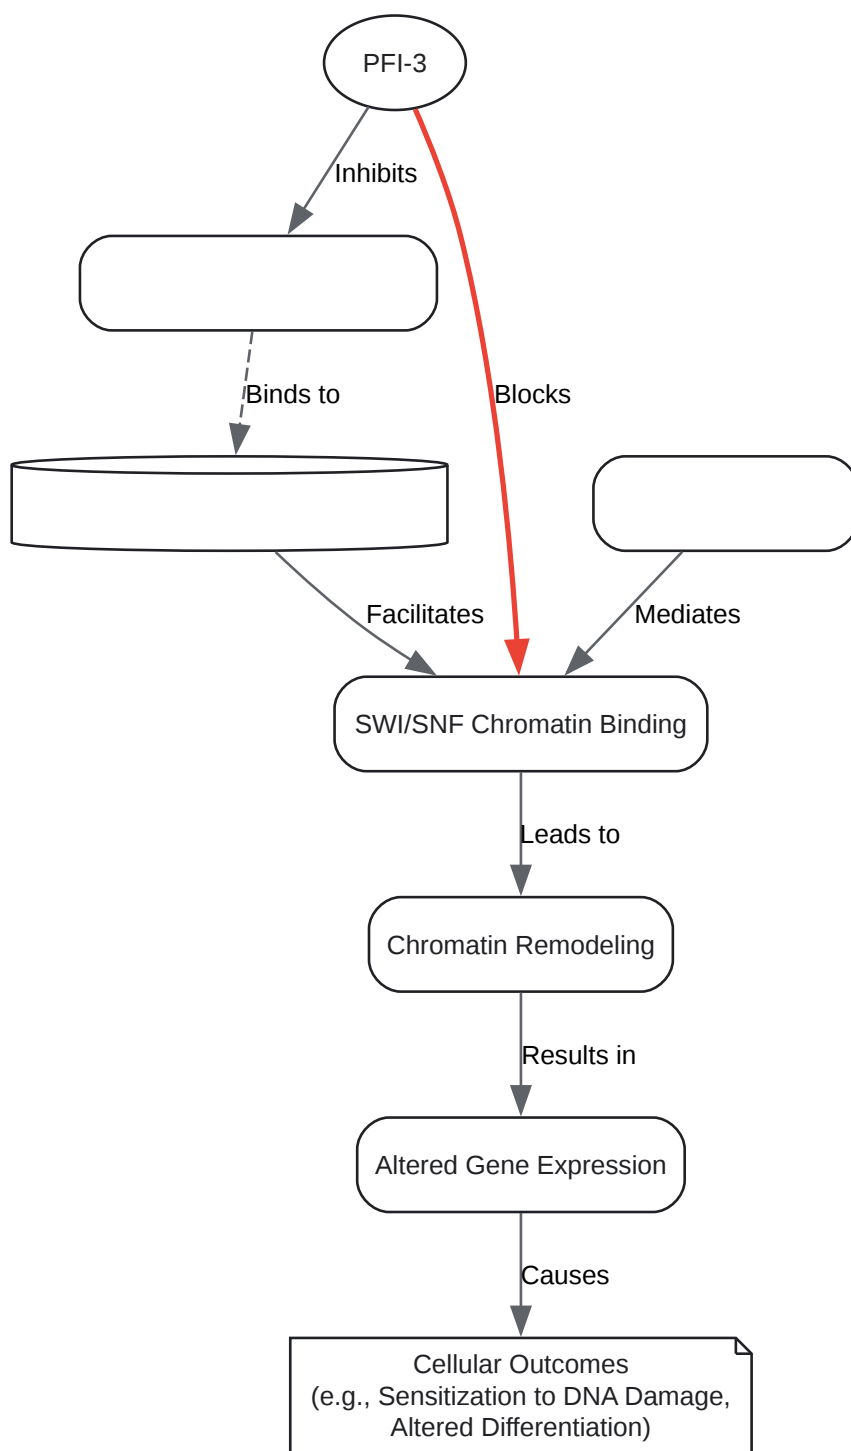 PFI-3
Inhibits
Binds to
Blocks
Facilitates
Mediates
SWI/SNF Chromatin Binding
Leads to
Chromatin Remodeling
Results in
Altered Gene Expression
Causes
Cellular Outcomes
(e.g., Sensitization to DNA Damage,
Altered Differentiation)